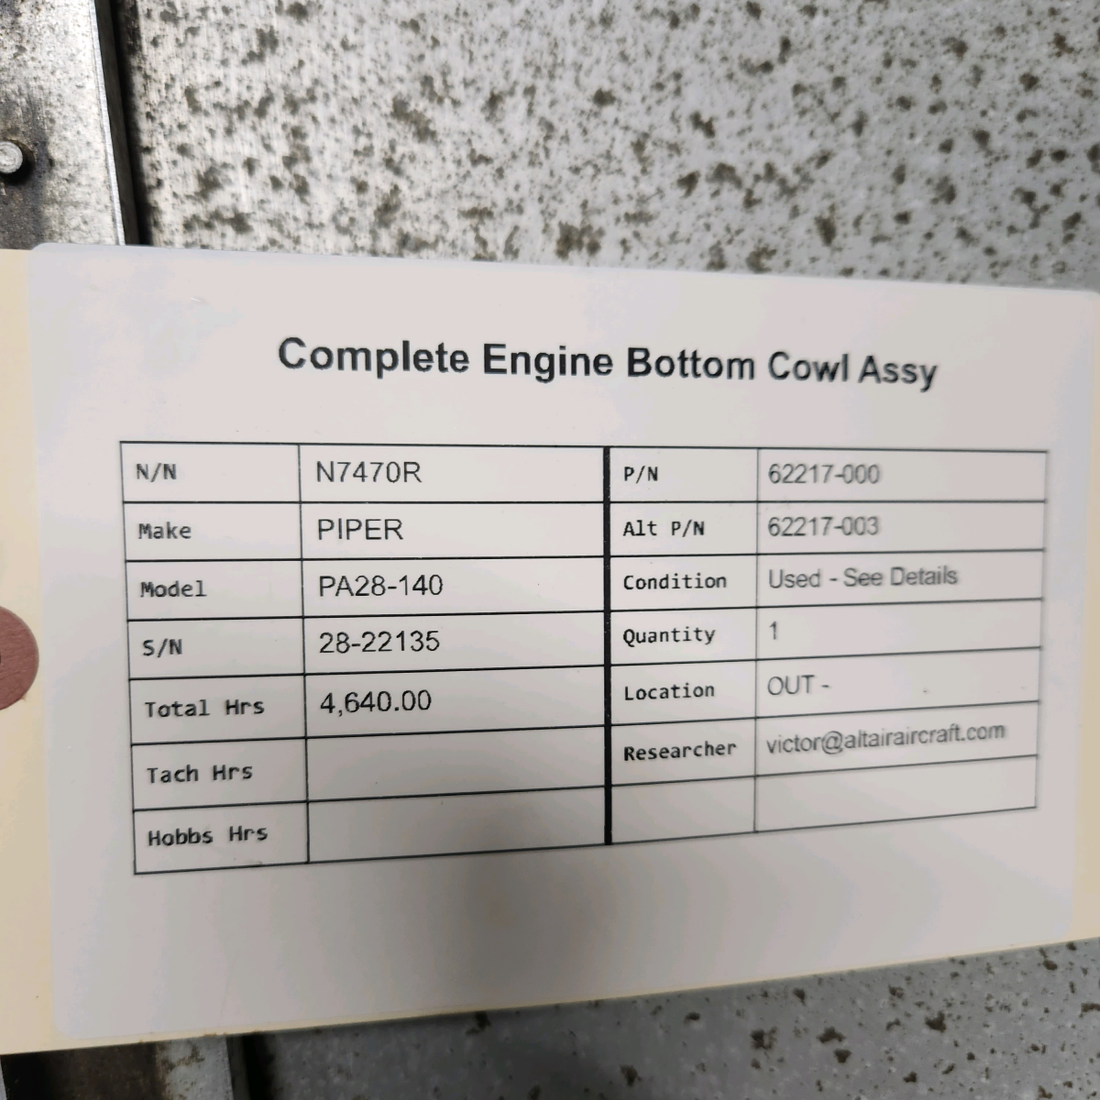 Complete Engine Bottom Cowl Assy
N/N N7470R P/N 62217-000
Make PIPER Alt P/N 62217-003
Model PA28-140 Condition Used - See Details
S/N 28-22135 Quantity 1
Total Hrs 4,640.00 Location OUT -
Tach Hrs Researcher victor@altairaircraft.com
Hobbs Hrs